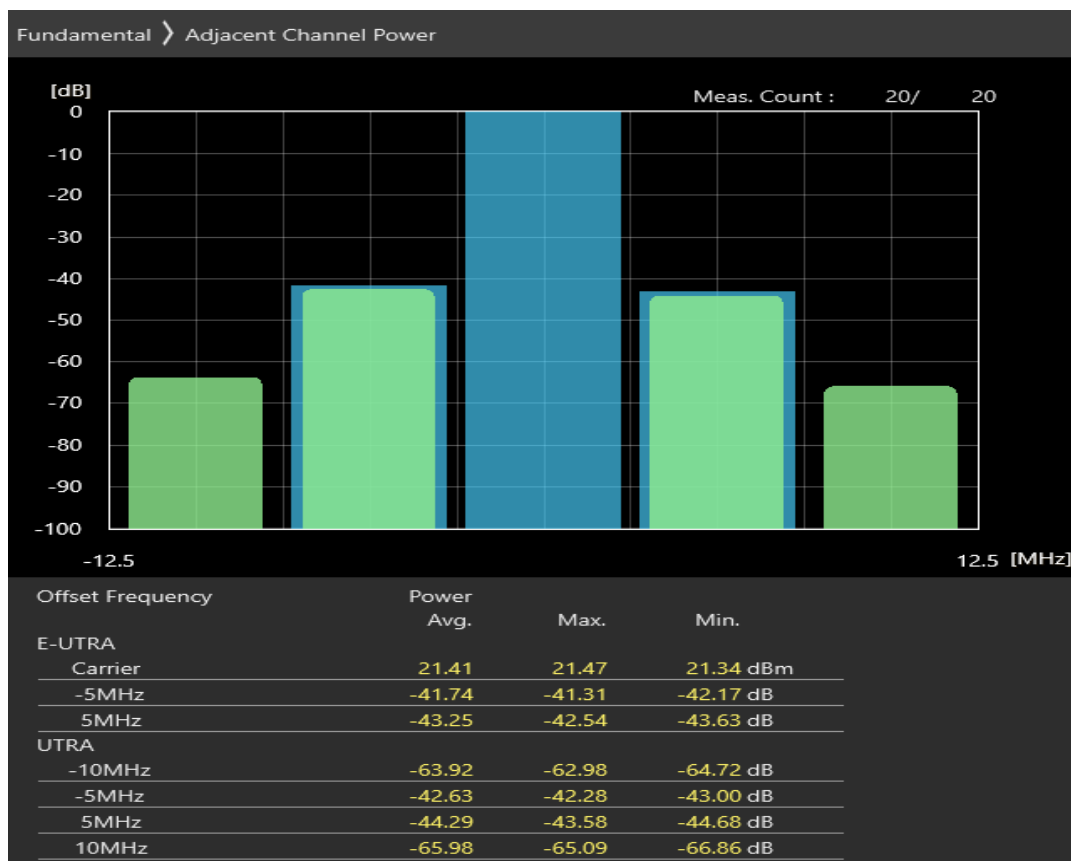 Fundamental ❯ Adjacent Channel Power
[dB]
Meas. Count : 20/ 20
0
-10
-20
-30
-40
-50
-60
-70
-80
-90
-100
-12.5 12.5 [MHz]
Offset Frequency Power
Avg. Max. Min.
E-UTRA
Carrier 21.41 21.47 21.34 dBm
-5MHz -41.74 -41.31 -42.17 dB
5MHz -43.25 -42.54 -43.63 dB
UTRA
-10MHz -63.92 -62.98 -64.72 dB
-5MHz -42.63 -42.28 -43.00 dB
5MHz -44.29 -43.58 -44.68 dB
10MHz -65.98 -65.09 -66.86 dB